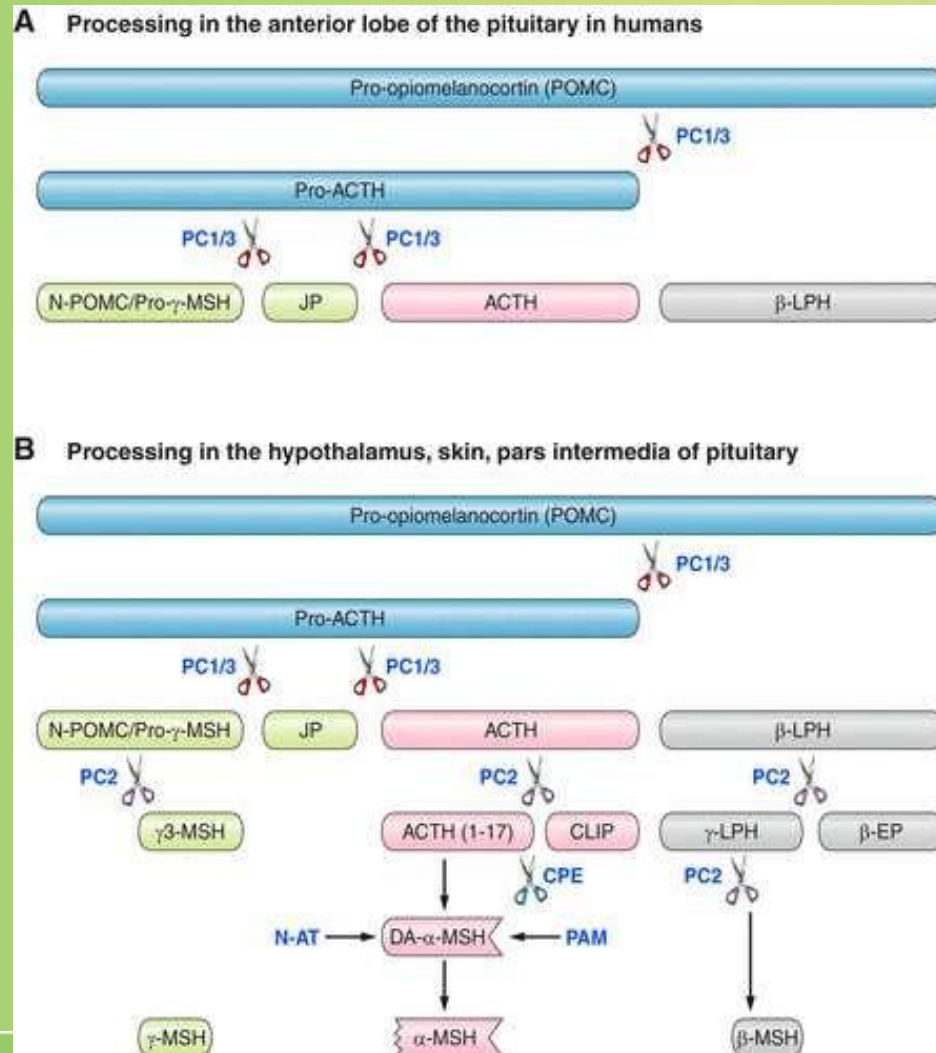 A Processing in the anterior lobe of the pituitary in humans
Pro-opiomelanocortin (POMC)
PC1/3
Pro-ACTH
PC1/3 PC1/3
N-POMC/Pro-γ-MSH JP ACTH β-LPH
B Processing in the hypothalamus, skin, pars intermedia of pituitary
Pro-opiomelanocortin (POMC)
PC1/3
Pro-ACTH
PC1/3 PC1/3
N-POMC/Pro-γ-MSH JP ACTH β-LPH
PC2 PC2 PC2
γ3-MSH ACTH (1-17) CLIP γ-LPH β-EP
CPE PC2
N-AT DA-α-MSH PAM
γ-MSH α-MSH β-MSH